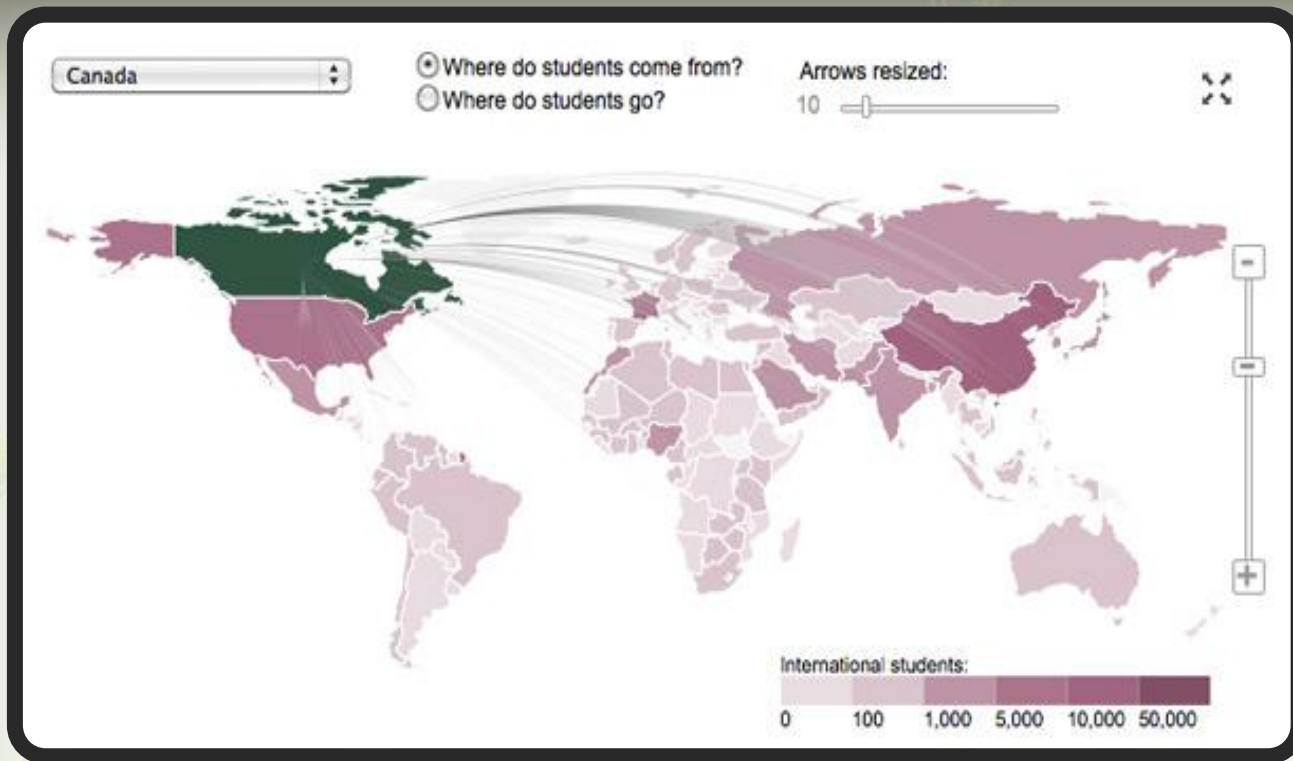 Canada
Where do students come from?
Where do students go?
Arrows resized:
10
International students:
0 100 1,000 5,000 10,000 50,000